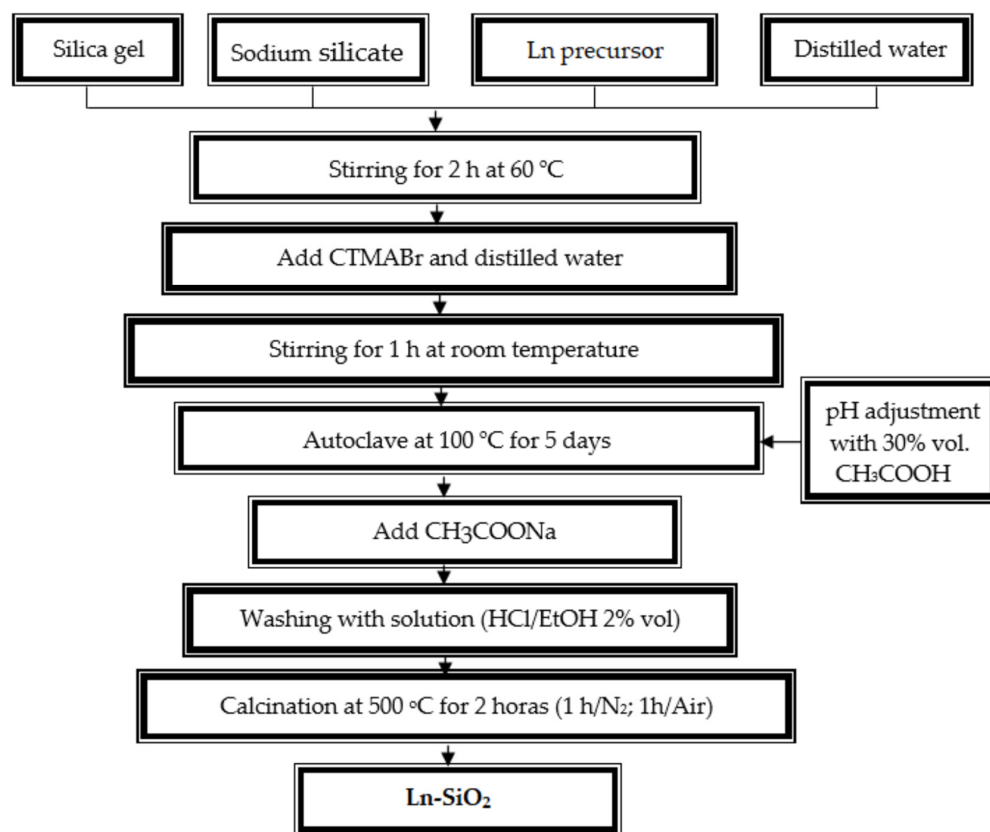 Silica gel
Sodium silicate
Ln precursor
Distilled water
Stirring for 2 h at 60 °C
Add CTMABr and distilled water
Stirring for 1 h at room temperature
Autoclave at 100 °C for 5 days
pH adjustment
with 30% vol.
CH₃COOH
Add CH3COONa
Washing with solution (HCl/EtOH 2% vol)
Calcination at 500 °C for 2 horas (1 h/N₂; 1h/Air)
Ln-SiO₂